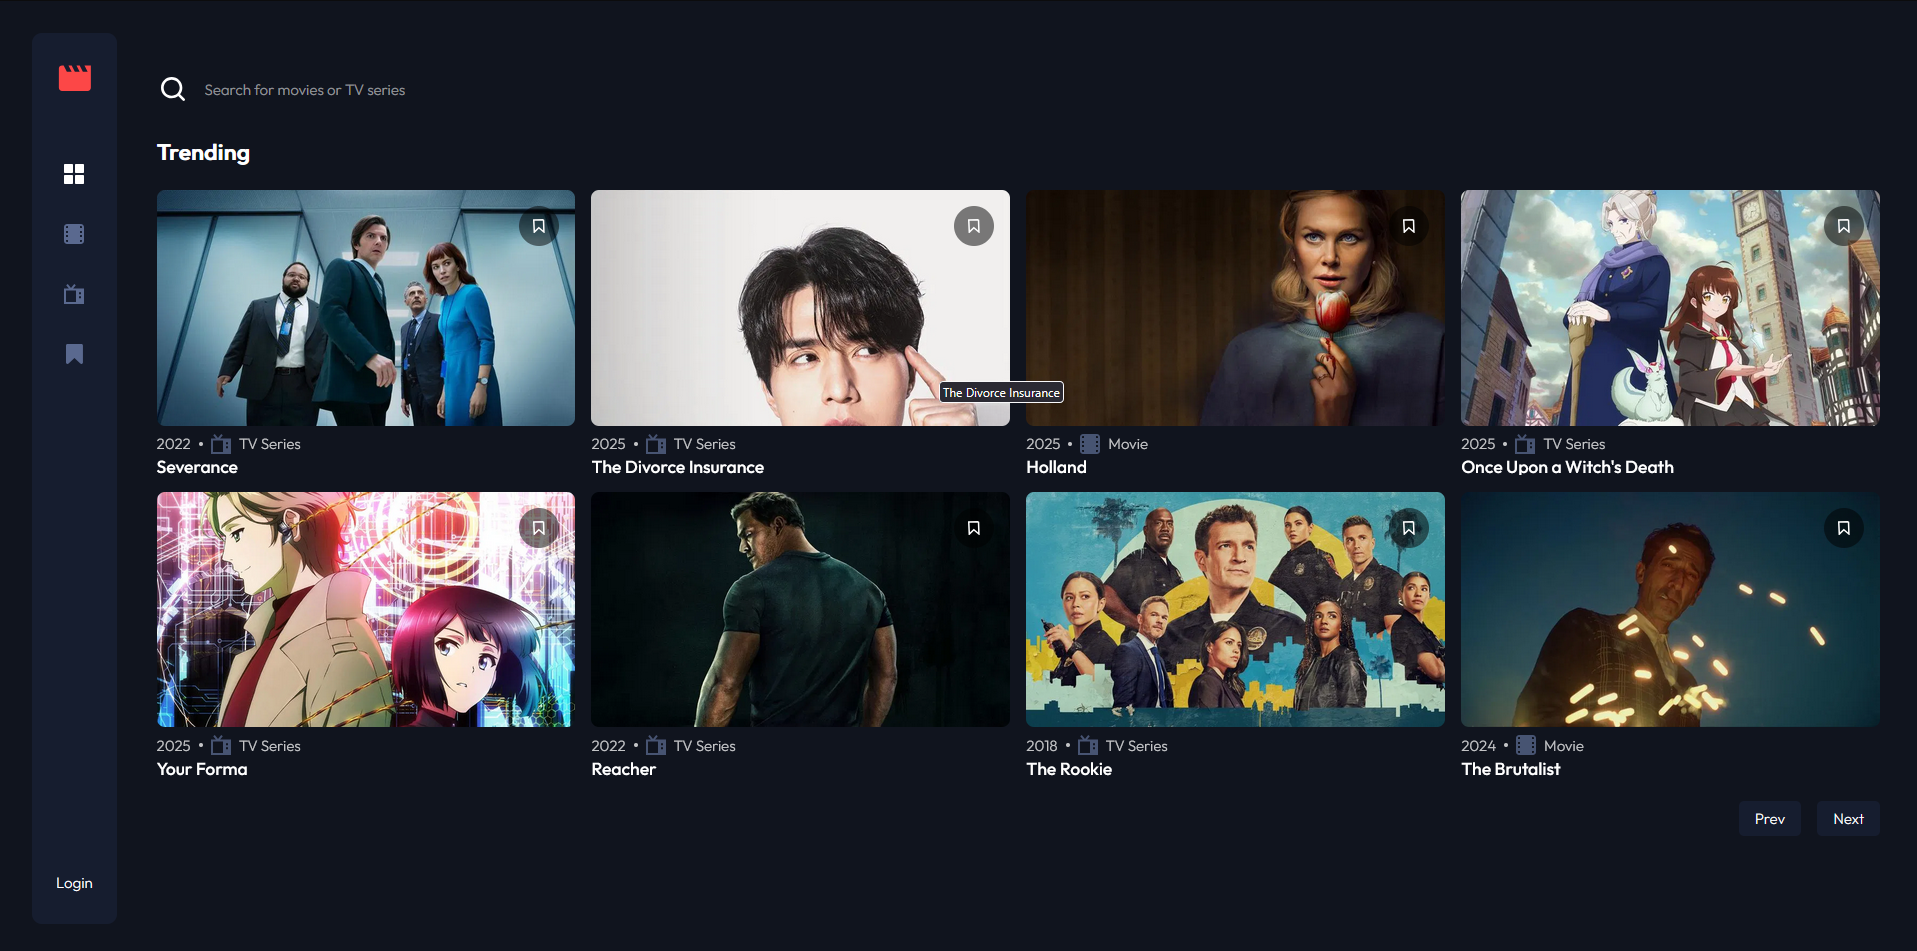 Search for movies or TV series
Trending
The Divorce Insurance
2022 • TV Series
Severance
2025 • TV Series
The Divorce Insurance
2025 • Movie
Holland
2025 • TV Series
Once Upon a Witch's Death
2025 • TV Series
Your Forma
2022 • TV Series
Reacher
2018 • TV Series
The Rookie
2024 • Movie
The Brutalist
Prev
Next
Login